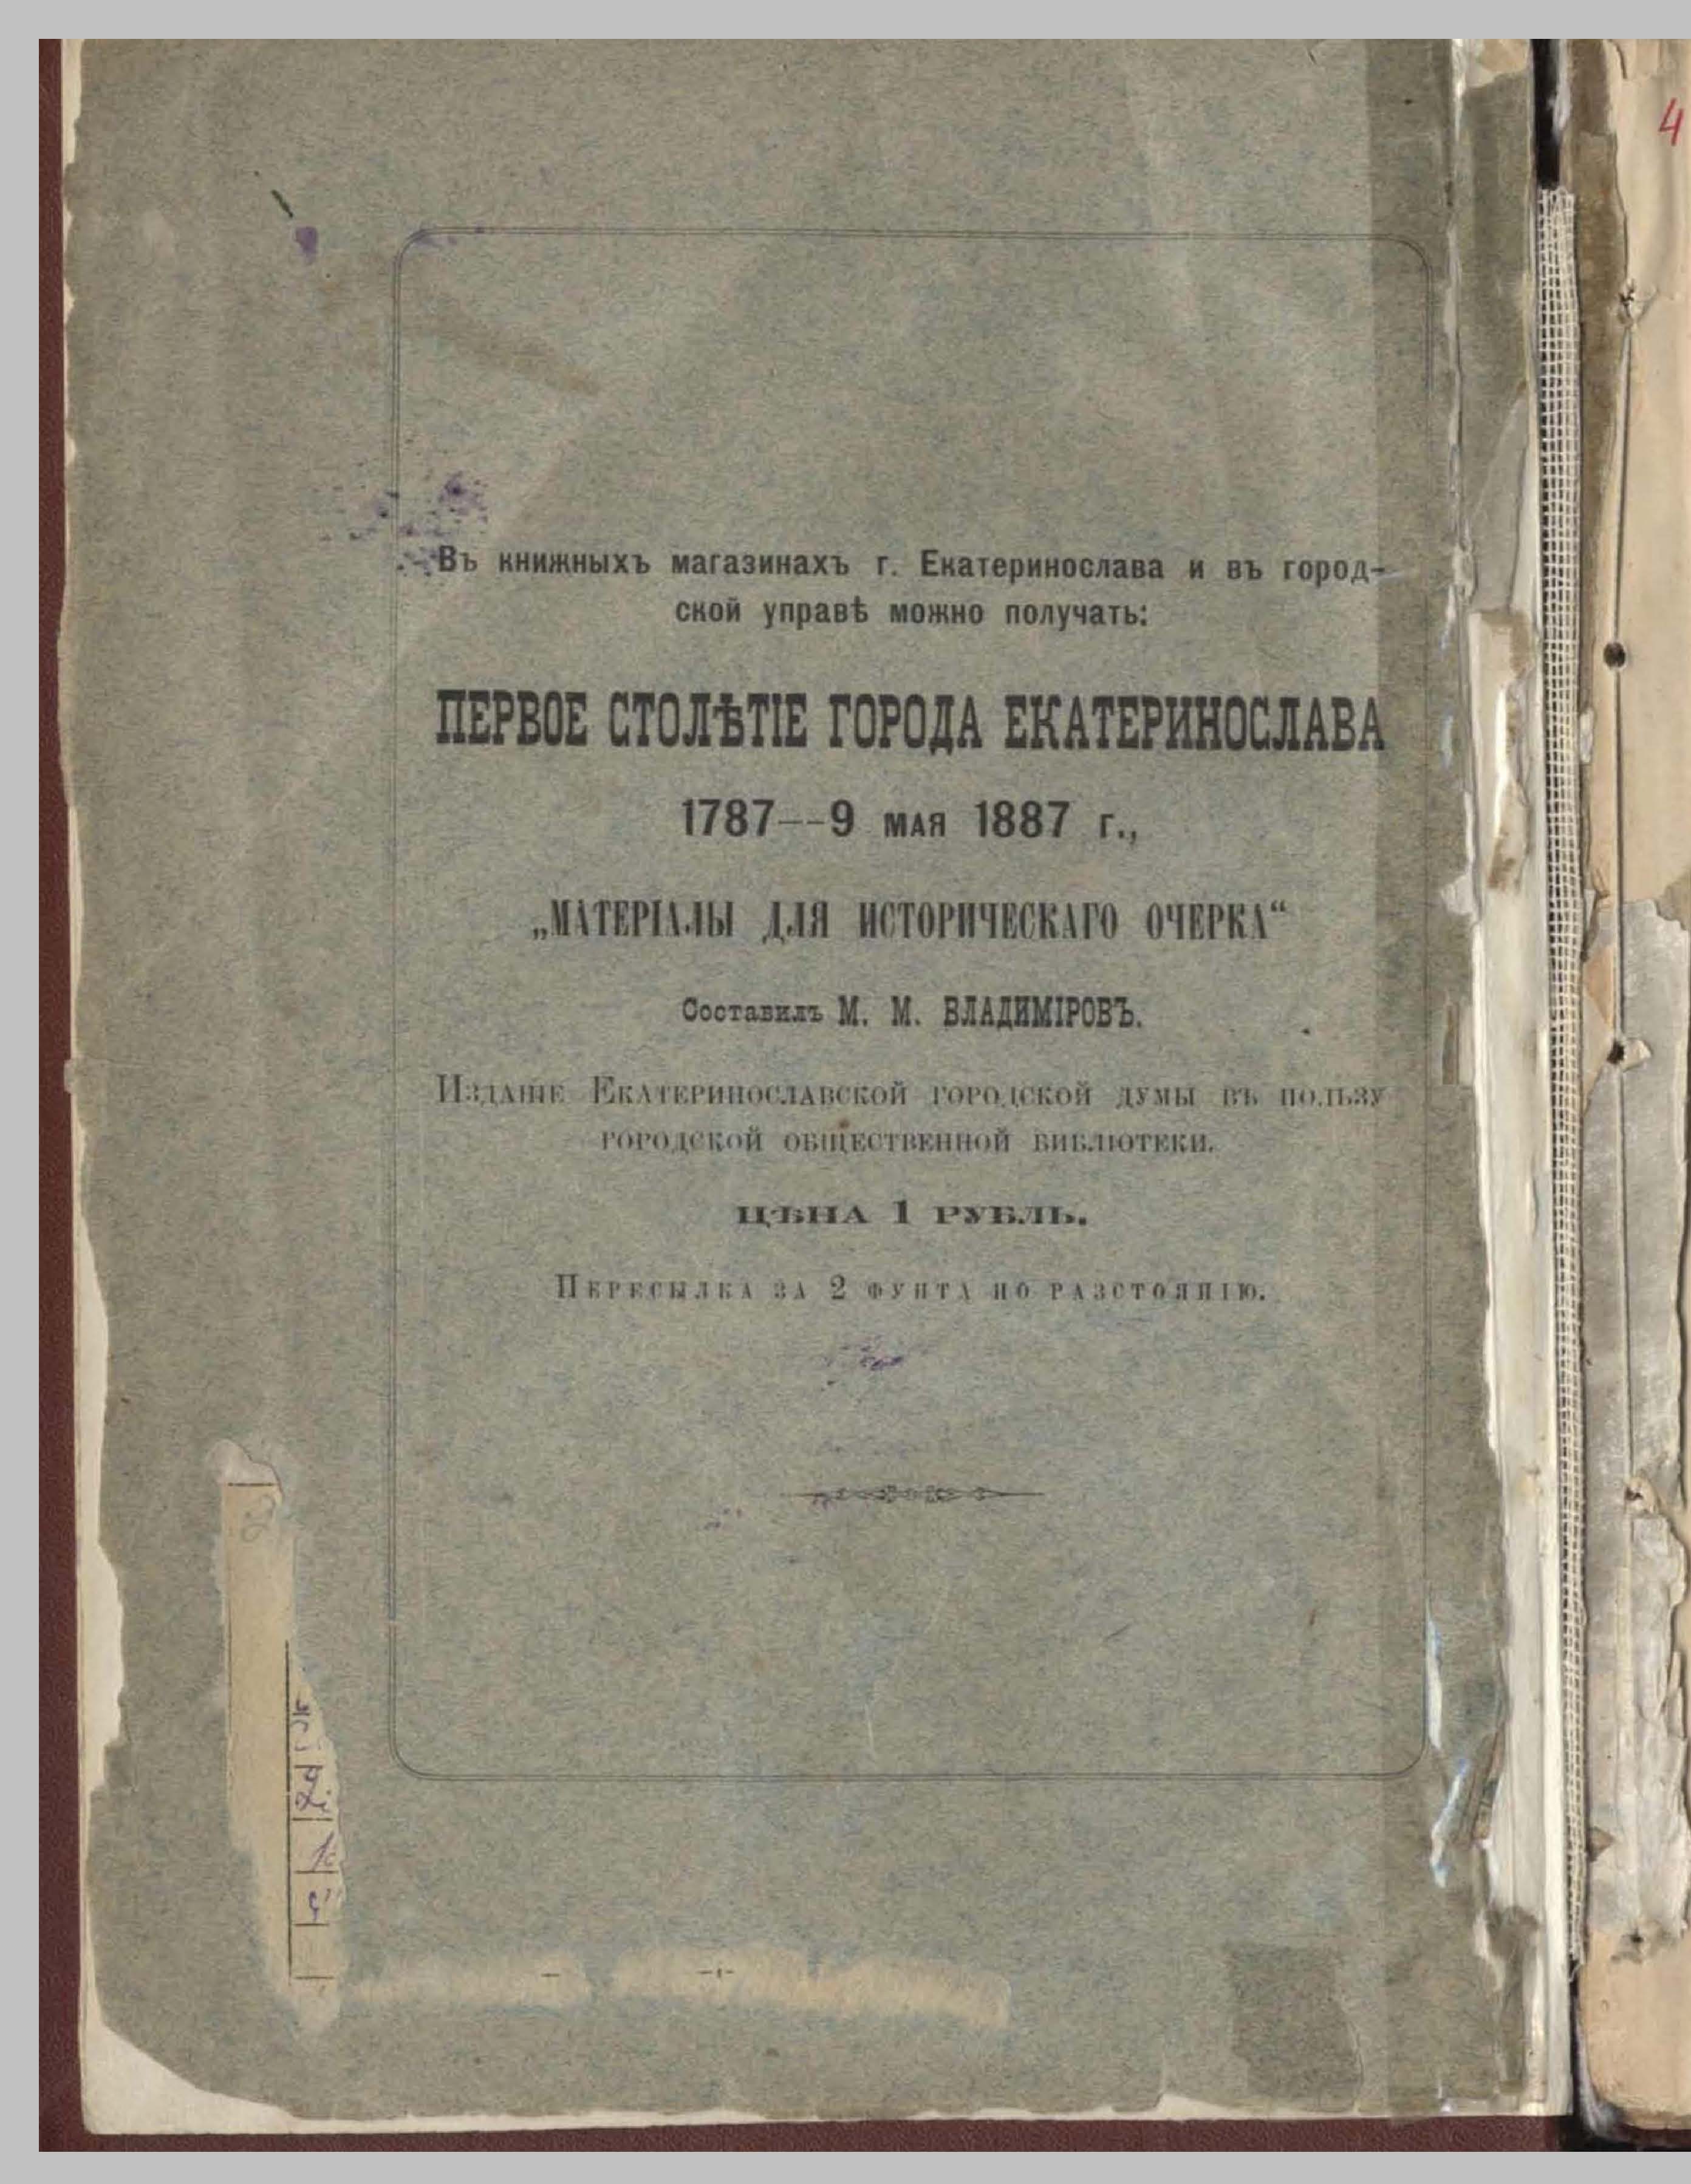 Въ книжныхъ магазинахъ г. Екатеринослава и въ город-
ской управѣ можно получать:
ПЕРВОЕ СТОЛѢТІЕ ГОРОДА ЕКАТЕРИНОСЛАВА
1787--9 МАЯ 1887 г.,
„МАТЕРІАЛЫ ДЛЯ ИСТОРИЧЕСКАГО ОЧЕРКА“
Составилъ М. М. ВЛАДИМІРОВЪ.
Изданіе Екатеринославской городской думы въ пользу
городской общественной библіотеки.
ЦѢНА 1 РУБЛЬ.
Пересылка за 2 фунта по разстоянію.
4